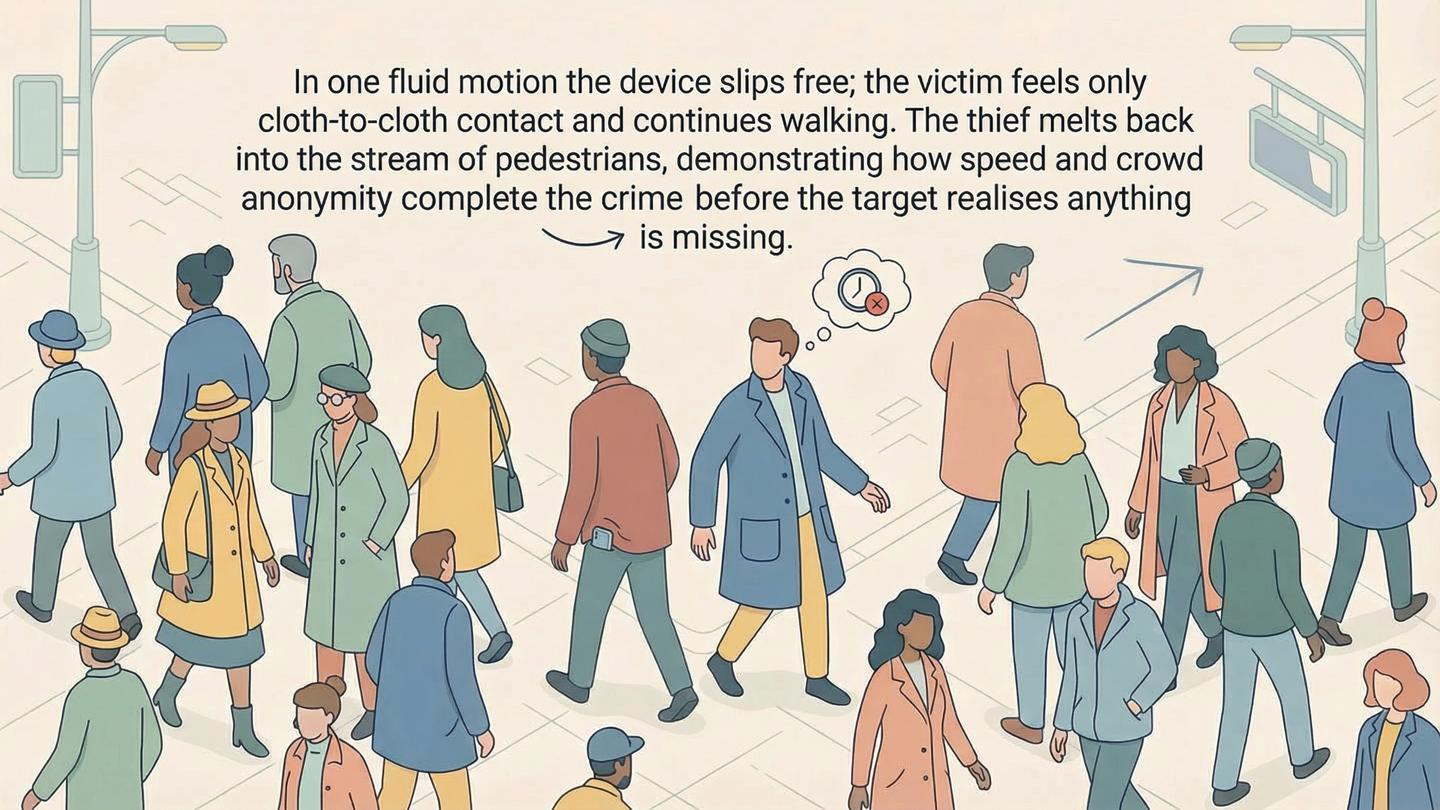 In one fluid motion the device slips free; the victim feels only
cloth-to-cloth contact and continues walking. The thief melts back
into the stream of pedestrians, demonstrating how speed and crowd
anonymity complete the crime before the target realises anything
is missing.